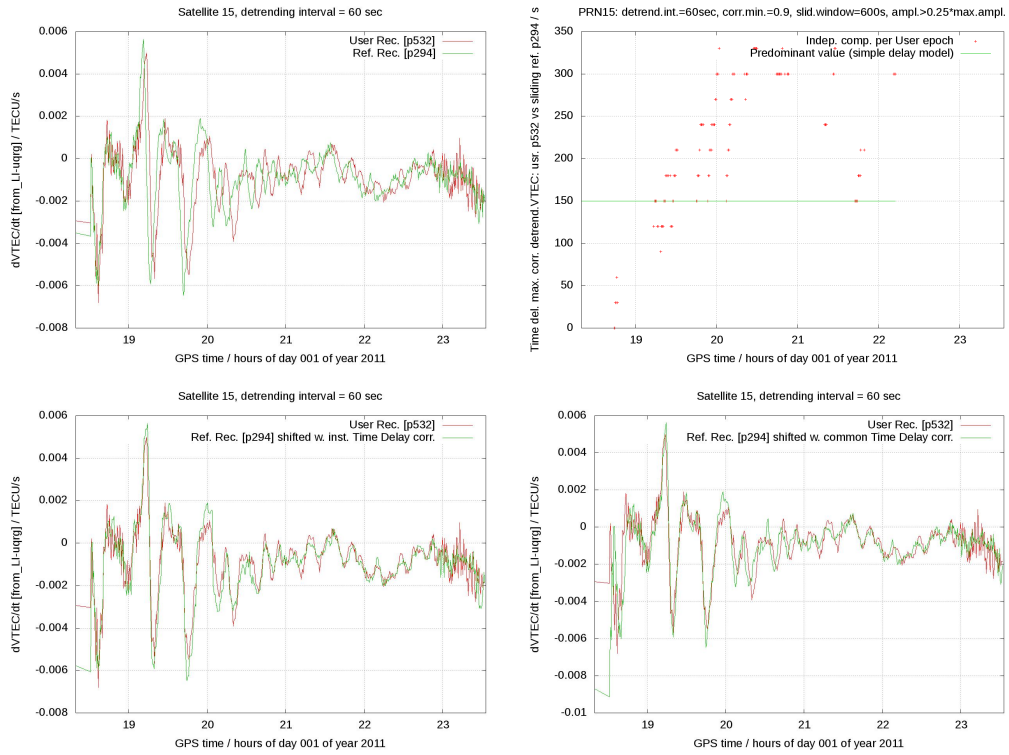 Satellite 15, detrending interval = 60 sec
dVTEC/dt [from_LI-uqrg] / TECU/s
0.006
0.004
0.002
0
-0.002
-0.004
-0.006
-0.008
User Rec. [p532]
Ref. Rec. [p294]
19
20
21
22
23
GPS time / hours of day 001 of year 2011
PRN15: detrend.int.=60sec, corr.min.=0.9, slid.window=600s, ampl.>0.25*max.ampl.
Time del. max. corr. detrend.VTEC: usr. p532 vs sliding ref. p294 / s
350
300
250
200
150
100
50
0
Indep. comp. per User epoch
Predominant value (simple delay model)
19
20
21
22
23
GPS time / hours of day 001 of year 2011
Satellite 15, detrending interval = 60 sec
dVTEC/dt [from_LI-uqrg] / TECU/s
0.006
0.004
0.002
0
-0.002
-0.004
-0.006
-0.008
User Rec. [p532]
Ref. Rec. [p294] shifted w. inst. Time Delay corr.
19
20
21
22
23
GPS time / hours of day 001 of year 2011
Satellite 15, detrending interval = 60 sec
dVTEC/dt [from_LI-uqrg] / TECU/s
0.006
0.004
0.002
0
-0.002
-0.004
-0.006
-0.008
-0.01
User Rec. [p532]
Ref. Rec. [p294] shifted w. common Time Delay corr.
19
20
21
22
23
GPS time / hours of day 001 of year 2011